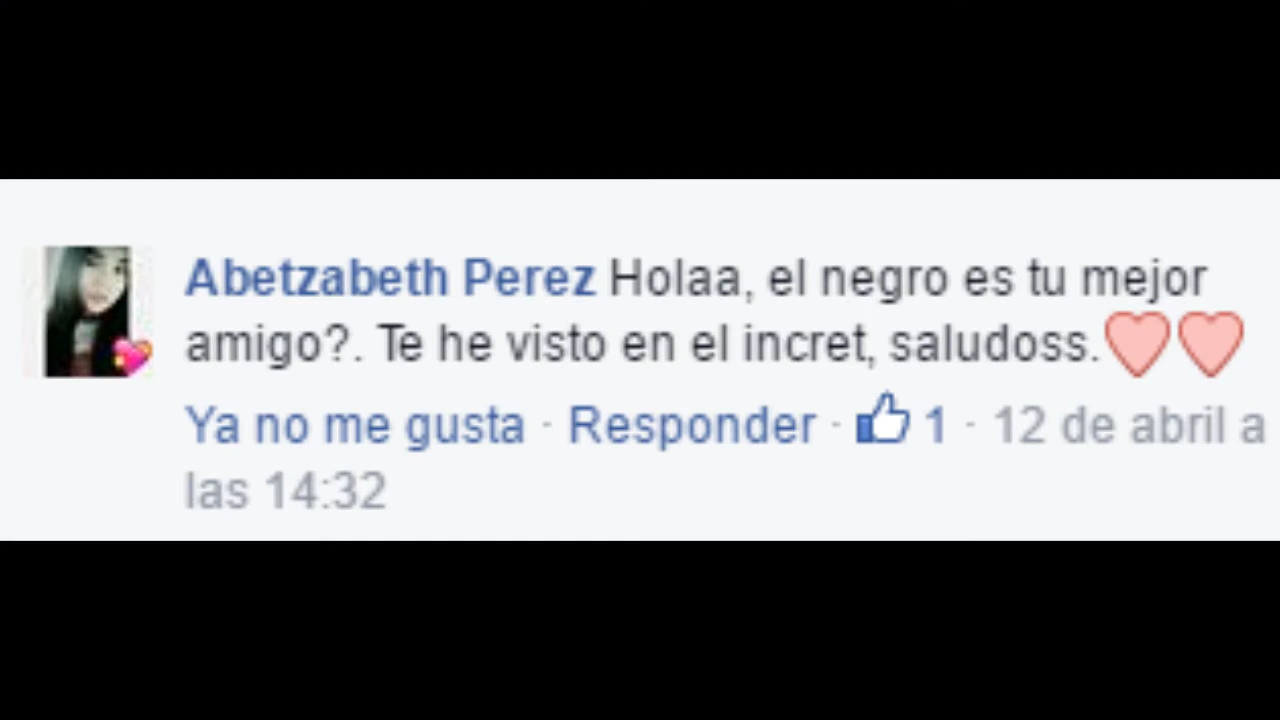 Abetzabeth Perez Holaa, el negro es tu mejor
amigo?. Te he visto en el incret, saludoss.
Ya no me gusta · Responder · 1 · 12 de abril a
las 14:32